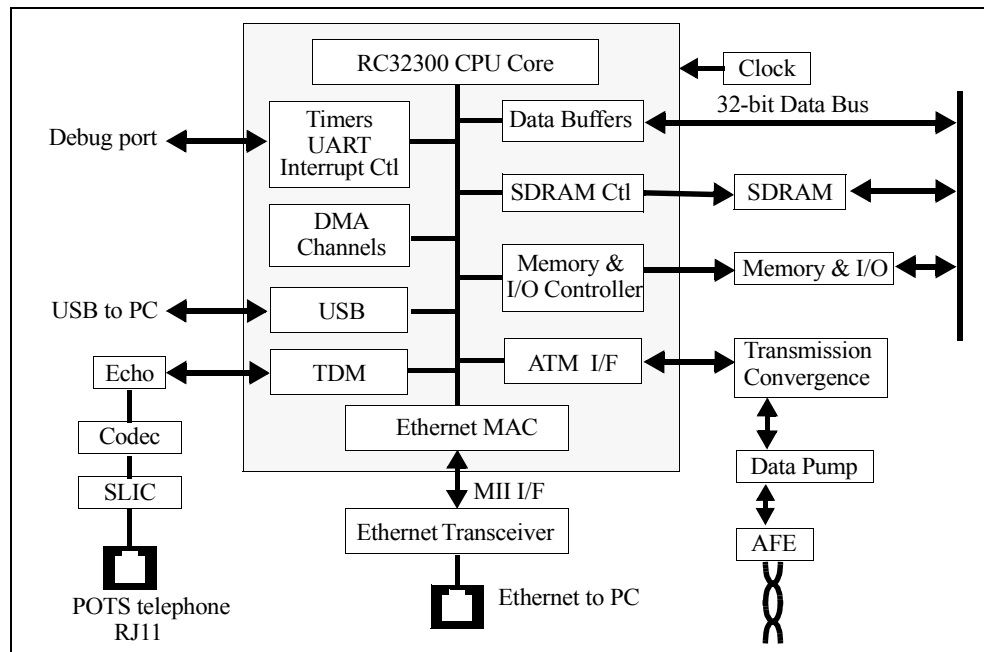 RC32300 CPU Core
Clock
32-bit Data Bus
Debug port
Timers
UART
Interrupt Ctl
Data Buffers
SDRAM Ctl
SDRAM
DMA
Channels
Memory &
I/O Controller
Memory & I/O
USB to PC
USB
Echo
TDM
ATM I/F
Transmission
Convergence
Codec
Ethernet MAC
Data Pump
SLIC
MII I/F
Ethernet Transceiver
AFE
POTS telephone
RJ11
Ethernet to PC